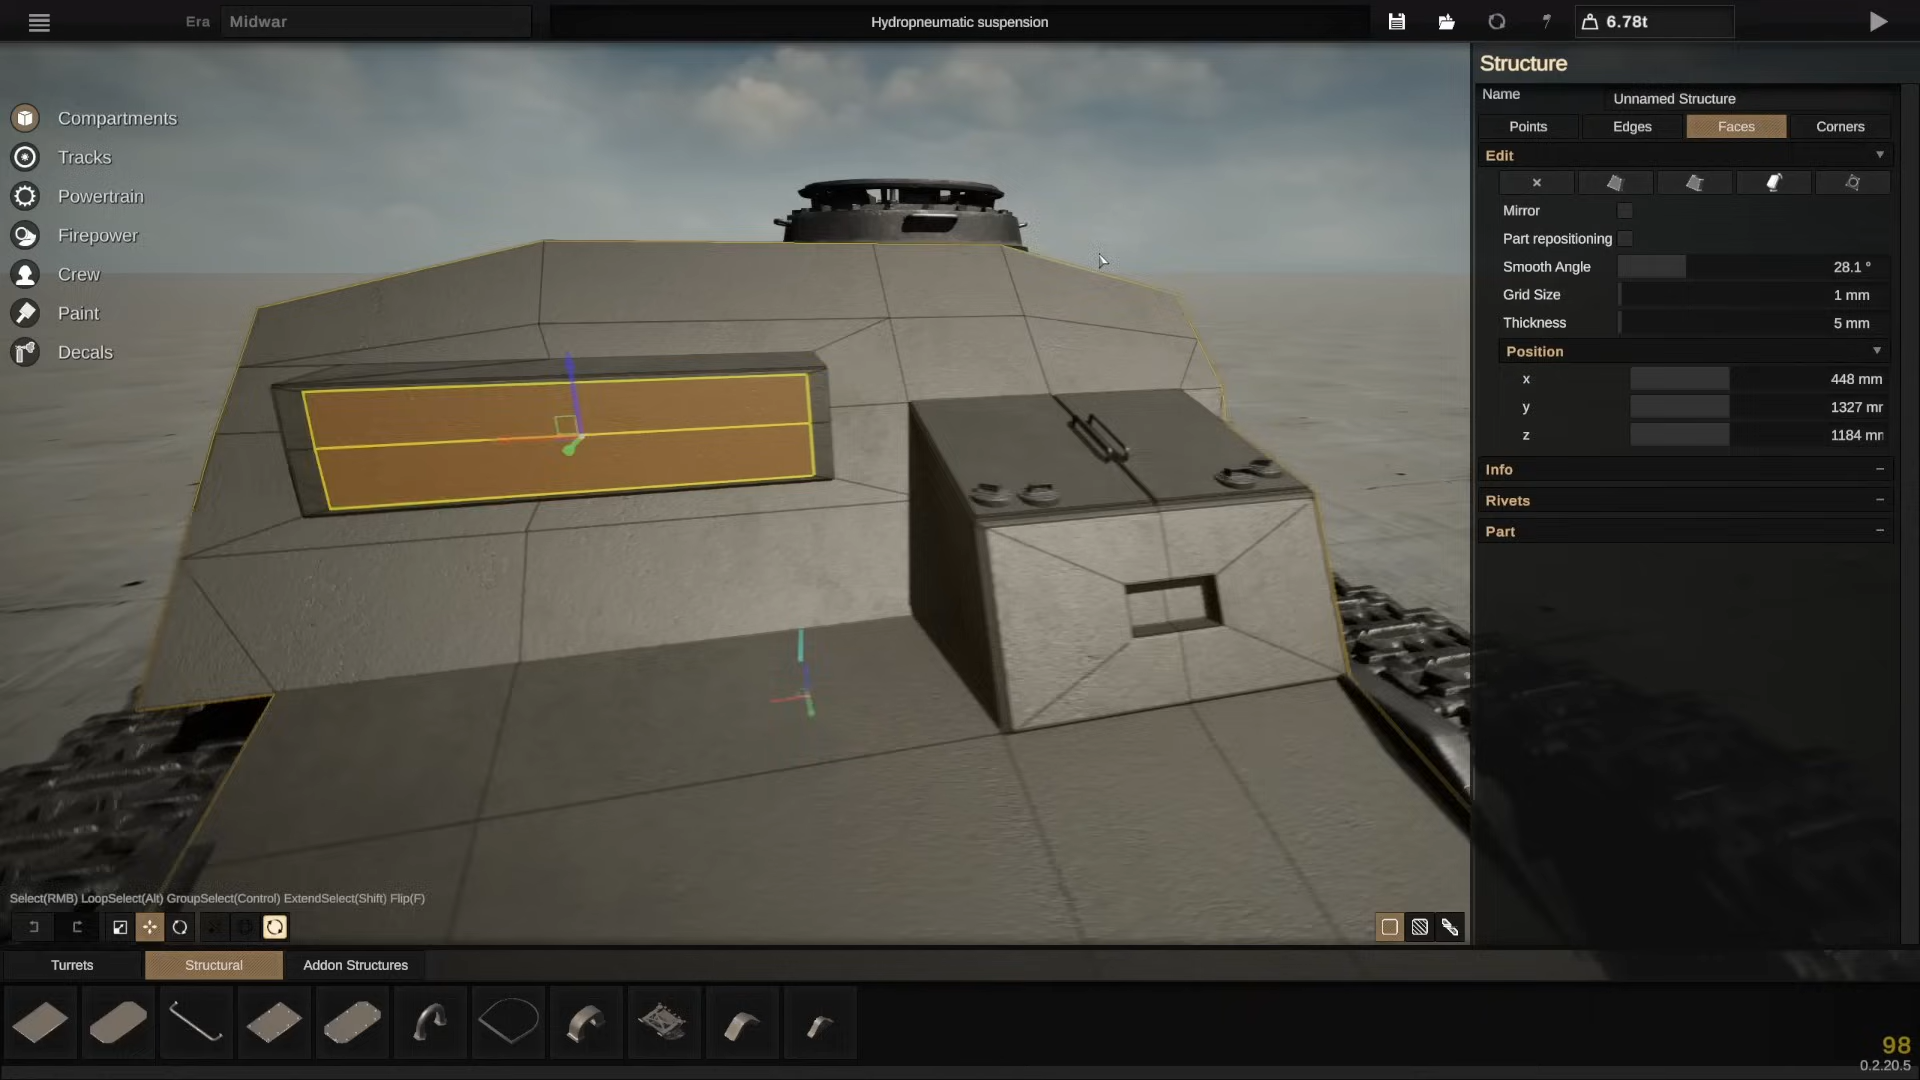 Era Midwar
Hydropneumatic suspension
6.78t
Compartments
Tracks
Powertrain
Firepower
Crew
Paint
Decals
Structure
Name Unnamed Structure
Points Edges Faces Corners
Edit
Mirror
Part repositioning
Smooth Angle 28.1 °
Grid Size 1 mm
Thickness 5 mm
Position
x 448 mm
y 1327 mr
z 1184 mm
Info
Rivets
Part
Select(RMB) LoopSelect(Alt) GroupSelect(Control) ExtendSelect(Shift) Flip(F)
Turrets Structural Addon Structures
98
0.2.20.5